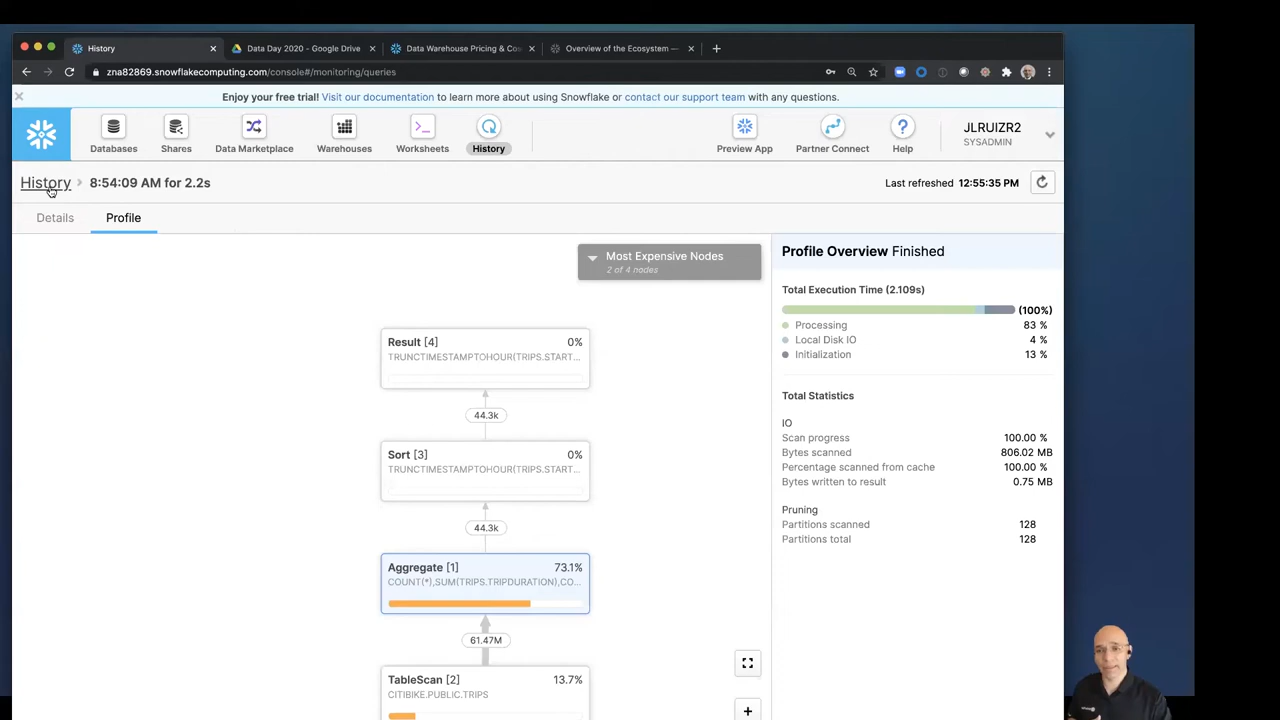 History
Data Day 2020 - Google Drive
Data Warehouse Pricing & Co
Overview of the Ecosystem —
zna82869.snowflakecomputing.com/console#/monitoring/queries
Enjoy your free trial! Visit our documentation to learn more about using Snowflake or contact our support team with any questions.
Databases
Shares
Data Marketplace
Warehouses
Worksheets
History
Preview App
Partner Connect
Help
JLRUIZR2
SYSADMIN
History > 8:54:09 AM for 2.2s
Last refreshed 12:55:35 PM
Details
Profile
Most Expensive Nodes
2 of 4 nodes
Result [4] 0%
TRUNCTIMESTAMPTOHOUR(TRIPS.START...
44.3k
Sort [3] 0%
TRUNCTIMESTAMPTOHOUR(TRIPS.START...
44.3k
Aggregate [1] 73.1%
COUNT(*),SUM(TRIPS.TRIPDURATION),CO...
61.47M
TableScan [2] 13.7%
CITIBIKE.PUBLIC.TRIPS
Profile Overview Finished
Total Execution Time (2.109s)
(100%)
Processing 83 %
Local Disk IO 4 %
Initialization 13 %
Total Statistics
IO
Scan progress 100.00 %
Bytes scanned 806.02 MB
Percentage scanned from cache 100.00 %
Bytes written to result 0.75 MB
Pruning
Partitions scanned 128
Partitions total 128